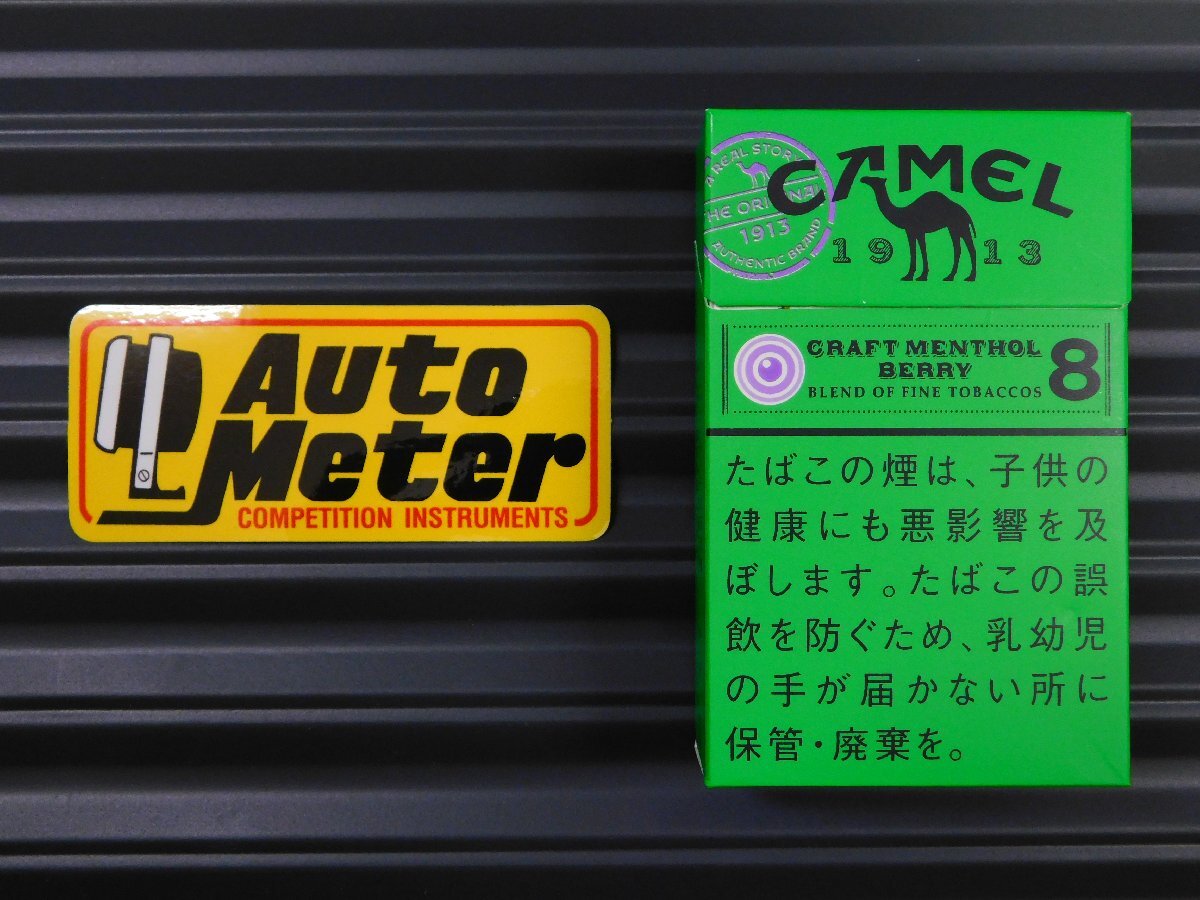 Auto
Meter
COMPETITION INSTRUMENTS
A REAL STORY
THE ORIGINAL
1913
AUTHENTIC BRAND
CAMEL
1913
CRAFT MENTHOL
BERRY
BLEND OF FINE TOBACCOS
8
たばこの煙は、子供の
健康にも悪影響を及
ぼします。たばこの誤
飲を防ぐため、乳幼児
の手が届かない所に
保管・廃棄を。